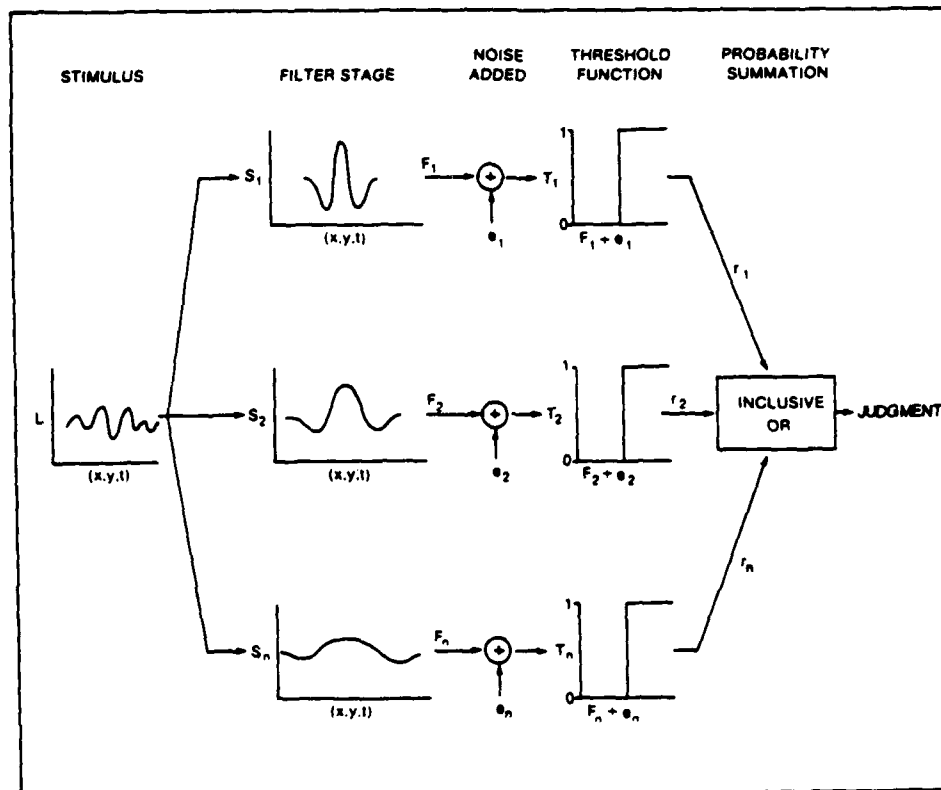 STIMULUS
FILTER STAGE
NOISE
ADDED
THRESHOLD
FUNCTION
PROBABILITY
SUMMATION
S1
(x,y,t)
F1
+
e1
T1
1
0
F1 + e1
r1
L
(x,y,t)
S2
(x,y,t)
F2
+
e2
T2
1
0
F2 + e2
r2
INCLUSIVE
OR
JUDGMENT
Sn
(x,y,t)
Fn
+
en
Tn
1
0
Fn + en
rn